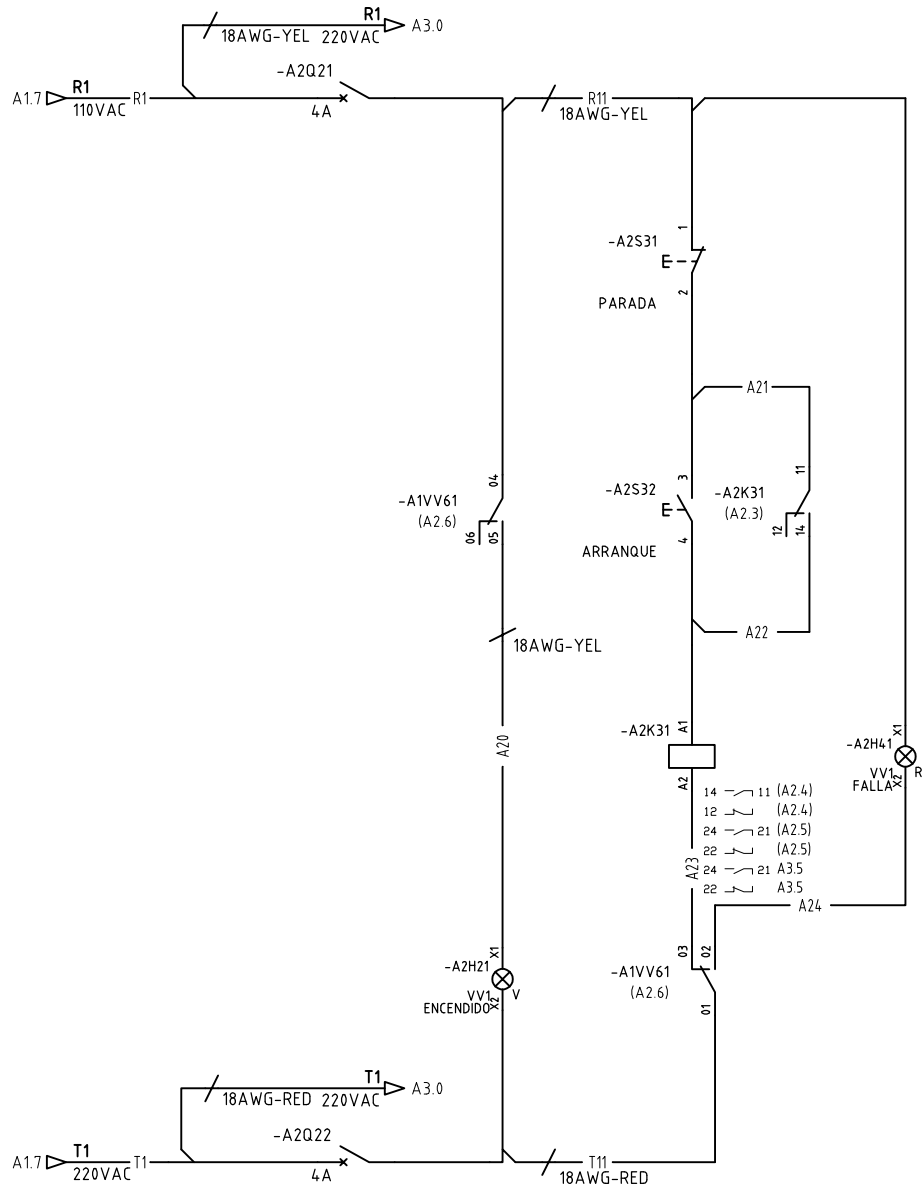 R1
A3.0
18AWG-YEL 220VAC
-A2Q21
A1.7
R1
R1
110VAC
4A
R11
18AWG-YEL
1
-A2S31
2
PARADA
A21
04
3
11
-A1VV61
(A2.6)
-A2S32
-A2K31
(A2.3)
06
05
4
12
14
ARRANQUE
A22
18AWG-YEL
A20
A1
-A2K31
A2
X1
-A2H41
R
VV1
X2
FALLA
14 11 (A2.4)
12 (A2.4)
24 21 (A2.5)
22 (A2.5)
24 21 A3.5
22 A3.5
A23
A24
X1
-A2H21
V
VV1
X2
ENCENDIDO
03
02
-A1VV61
(A2.6)
01
T1
A3.0
18AWG-RED 220VAC
-A2Q22
A1.7
T1
T1
220VAC
4A
T11
18AWG-RED